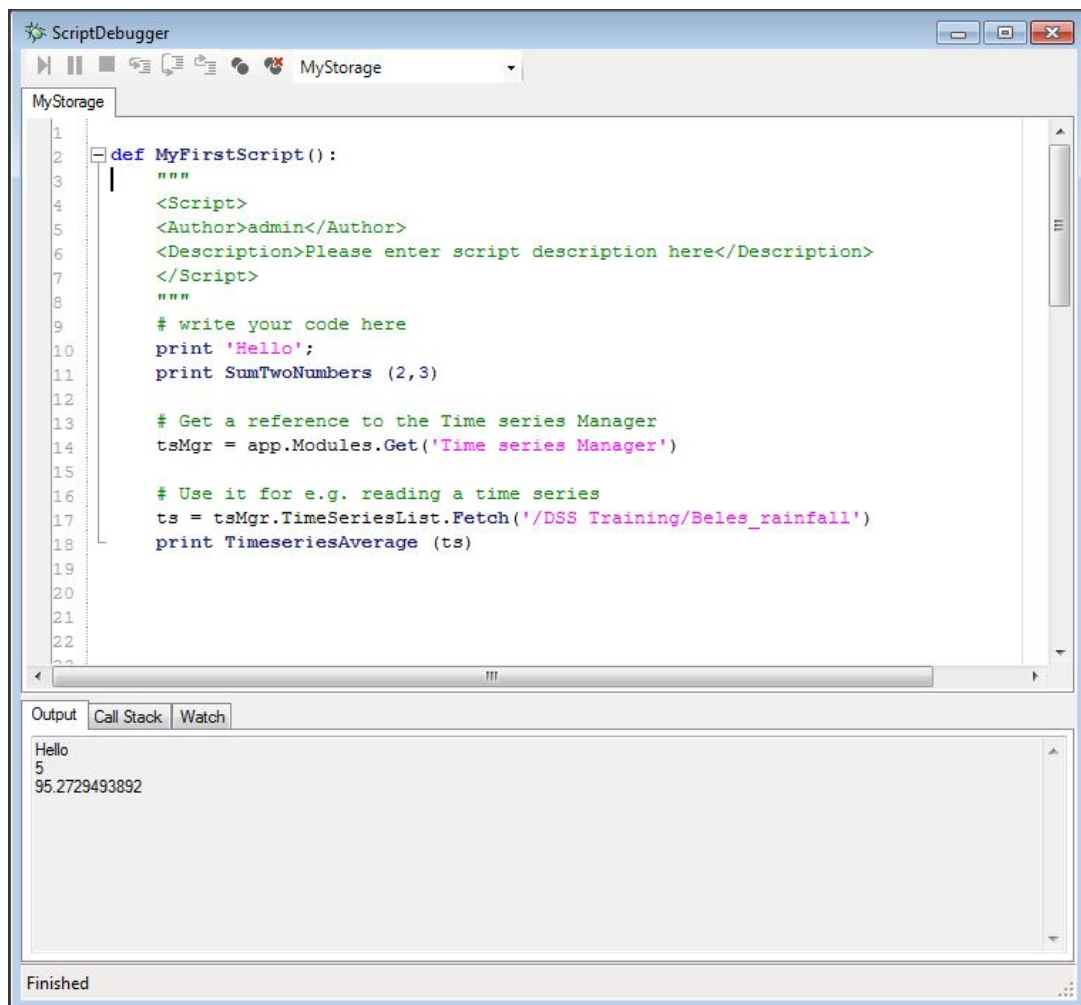 ScriptDebugger
MyStorage
MyStorage
1
2 def MyFirstScript():
3 """
4 <Script>
5 <Author>admin</Author>
6 <Description>Please enter script description here</Description>
7 </Script>
8 """
9 # write your code here
10 print 'Hello';
11 print SumTwoNumbers (2,3)
12
13 # Get a reference to the Time series Manager
14 tsMgr = app.Modules.Get('Time series Manager')
15
16 # Use it for e.g. reading a time series
17 ts = tsMgr.TimeSeriesList.Fetch('/DSS Training/Beles_rainfall')
18 print TimeseriesAverage (ts)
19
20
21
22
Output Call Stack Watch
Hello
5
95.2729493892
Finished